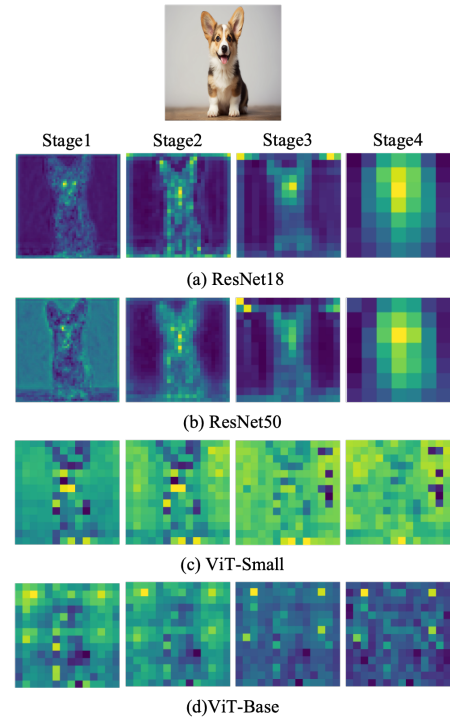 Stage1 Stage2 Stage3 Stage4
(a) ResNet18
(b) ResNet50
(c) ViT-Small
(d)ViT-Base